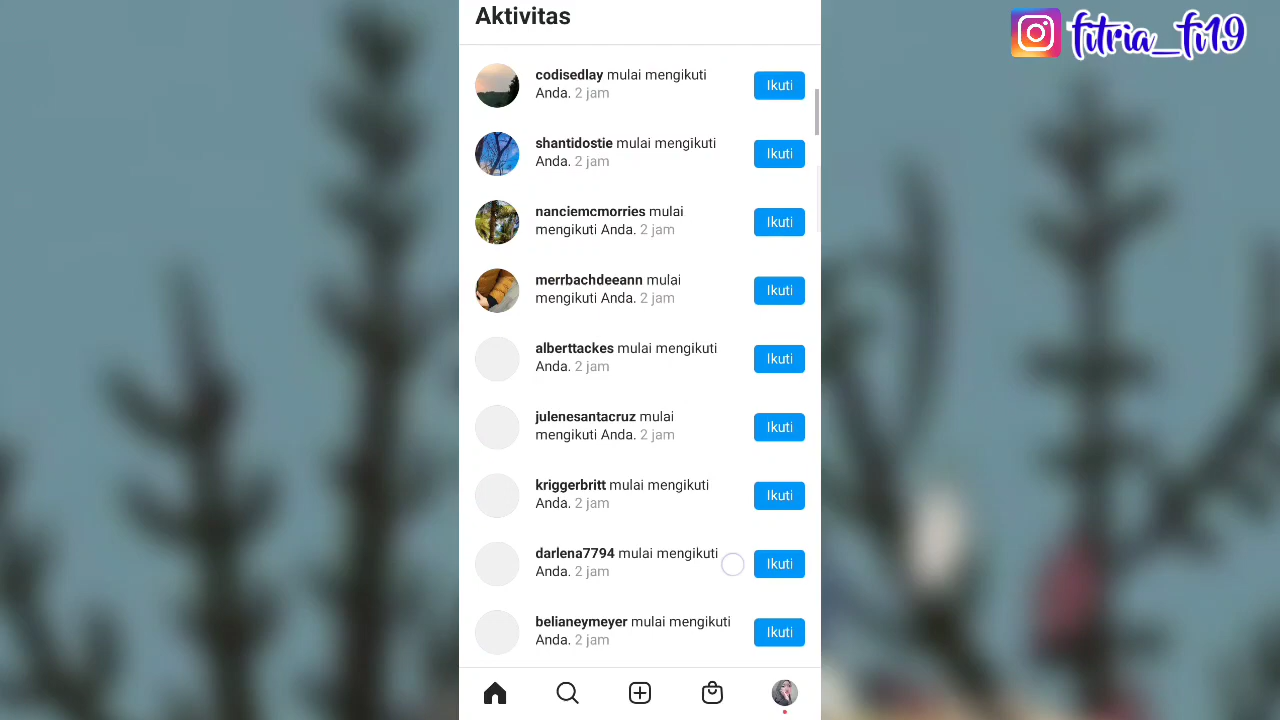 Aktivitas
fitria_fi19
codisedlay mulai mengikuti
Anda. 2 jam
Ikuti
shantidostie mulai mengikuti
Anda. 2 jam
Ikuti
nanciemcmorries mulai
mengikuti Anda. 2 jam
Ikuti
merrbachdeeann mulai
mengikuti Anda. 2 jam
Ikuti
alberttackes mulai mengikuti
Anda. 2 jam
Ikuti
julenesantacruz mulai
mengikuti Anda. 2 jam
Ikuti
kriggerbritt mulai mengikuti
Anda. 2 jam
Ikuti
darlena7794 mulai mengikuti
Anda. 2 jam
Ikuti
belianeymeyer mulai mengikuti
Anda. 2 jam
Ikuti